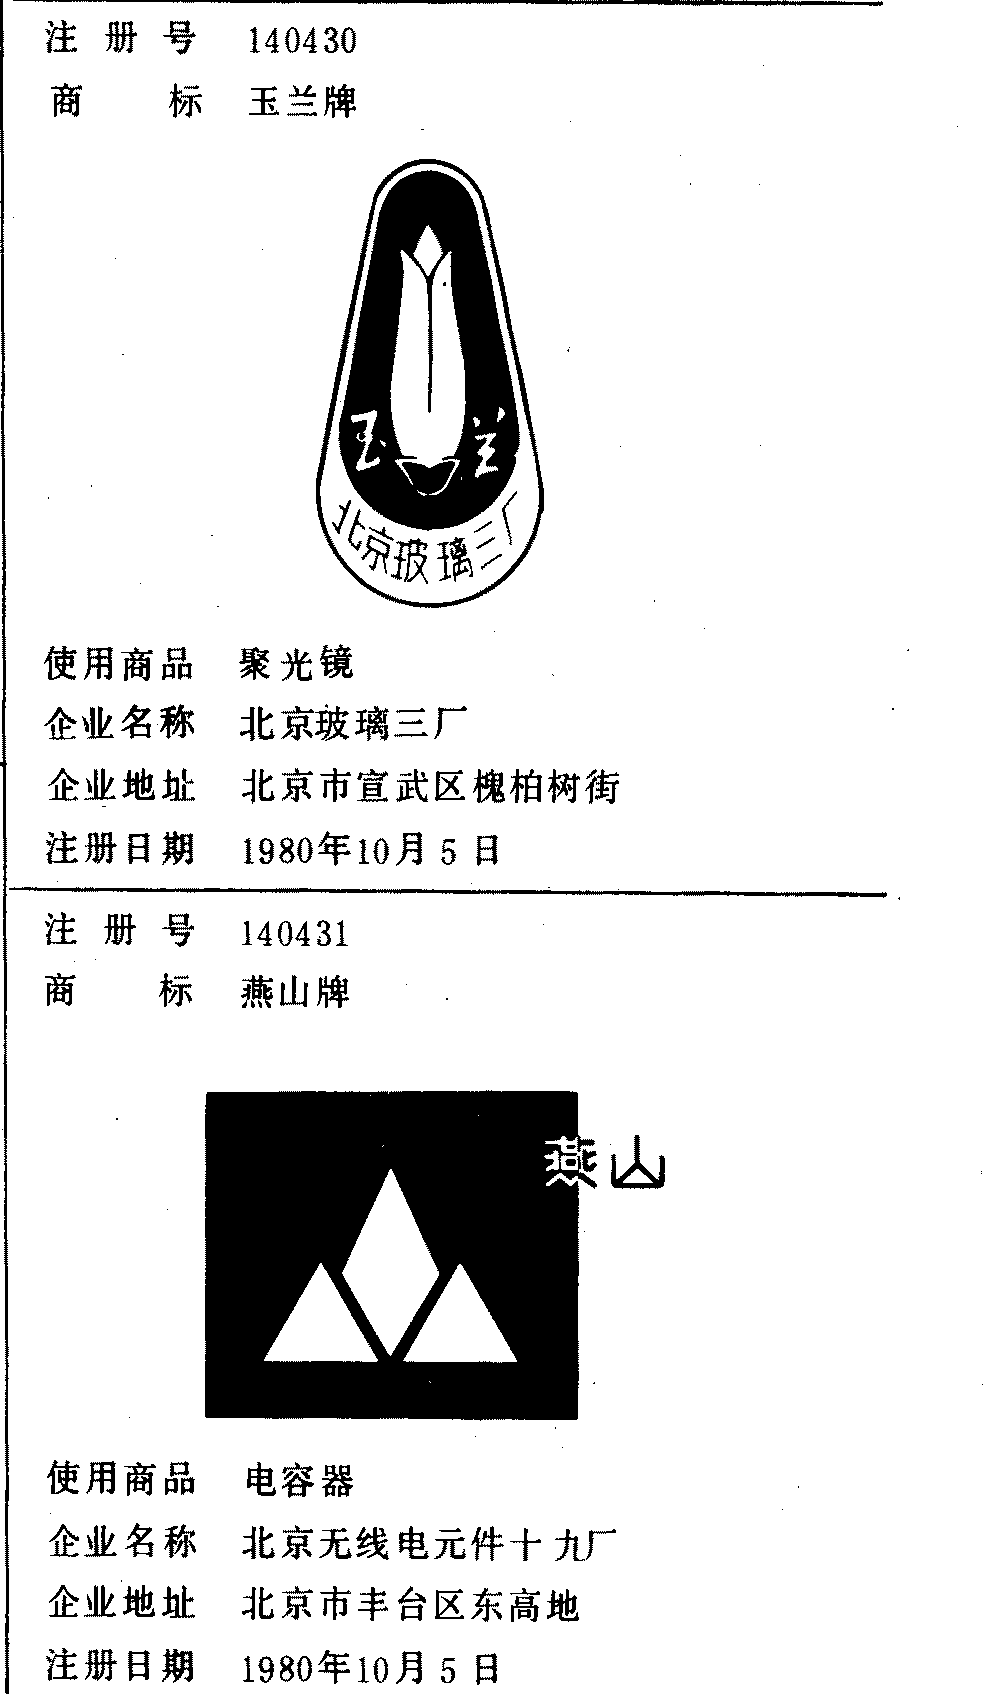 注册号 140430
商标 玉兰牌
玉兰
北京玻璃三厂
使用商品 聚光镜
企业名称 北京玻璃三厂
企业地址 北京市宣武区槐柏树街
注册日期 1980年10月5日
注册号 140431
商标 燕山牌
燕山
使用商品 电容器
企业名称 北京无线电元件十九厂
企业地址 北京市丰台区东高地
注册日期 1980年10月5日